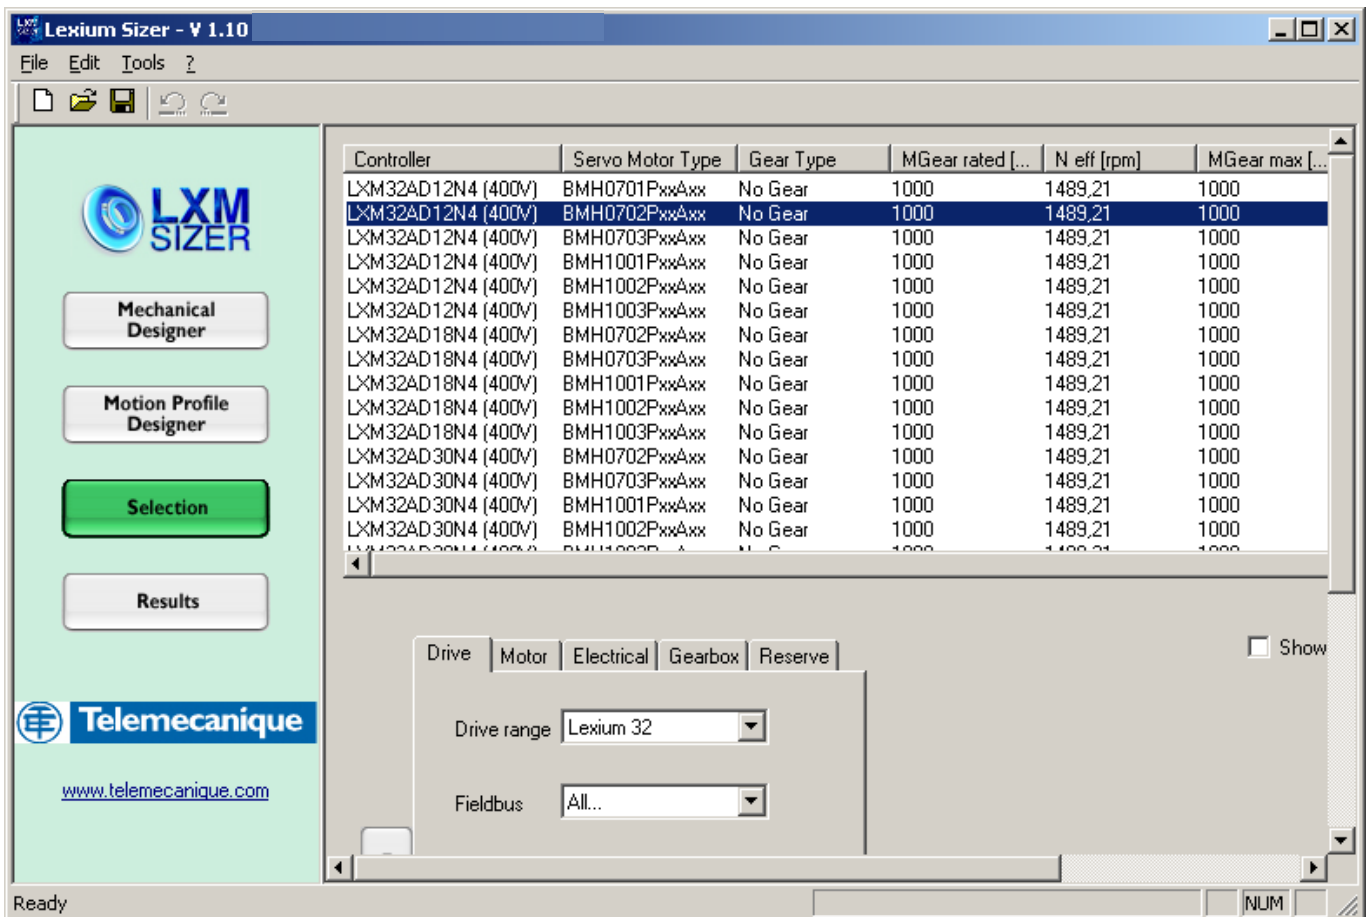 Lexium Sizer - V 1.10
File Edit Tools ?
LXM
SIZER
Mechanical
Designer
Motion Profile
Designer
Selection
Results
Telemecanique
www.telemecanique.com
Controller Servo Motor Type Gear Type MGear rated [... N eff [rpm] MGear max [...
LXM32AD12N4 (400V) BMH0701PxxAxx No Gear 1000 1489,21 1000
LXM32AD12N4 (400V) BMH0702PxxAxx No Gear 1000 1489,21 1000
LXM32AD12N4 (400V) BMH0703PxxAxx No Gear 1000 1489,21 1000
LXM32AD12N4 (400V) BMH1001PxxAxx No Gear 1000 1489,21 1000
LXM32AD12N4 (400V) BMH1002PxxAxx No Gear 1000 1489,21 1000
LXM32AD12N4 (400V) BMH1003PxxAxx No Gear 1000 1489,21 1000
LXM32AD18N4 (400V) BMH0702PxxAxx No Gear 1000 1489,21 1000
LXM32AD18N4 (400V) BMH0703PxxAxx No Gear 1000 1489,21 1000
LXM32AD18N4 (400V) BMH1001PxxAxx No Gear 1000 1489,21 1000
LXM32AD18N4 (400V) BMH1002PxxAxx No Gear 1000 1489,21 1000
LXM32AD18N4 (400V) BMH1003PxxAxx No Gear 1000 1489,21 1000
LXM32AD30N4 (400V) BMH0702PxxAxx No Gear 1000 1489,21 1000
LXM32AD30N4 (400V) BMH0703PxxAxx No Gear 1000 1489,21 1000
LXM32AD30N4 (400V) BMH1001PxxAxx No Gear 1000 1489,21 1000
LXM32AD30N4 (400V) BMH1002PxxAxx No Gear 1000 1489,21 1000
Drive Motor Electrical Gearbox Reserve
Show
Drive range Lexium 32
Fieldbus All...
Ready
NUM